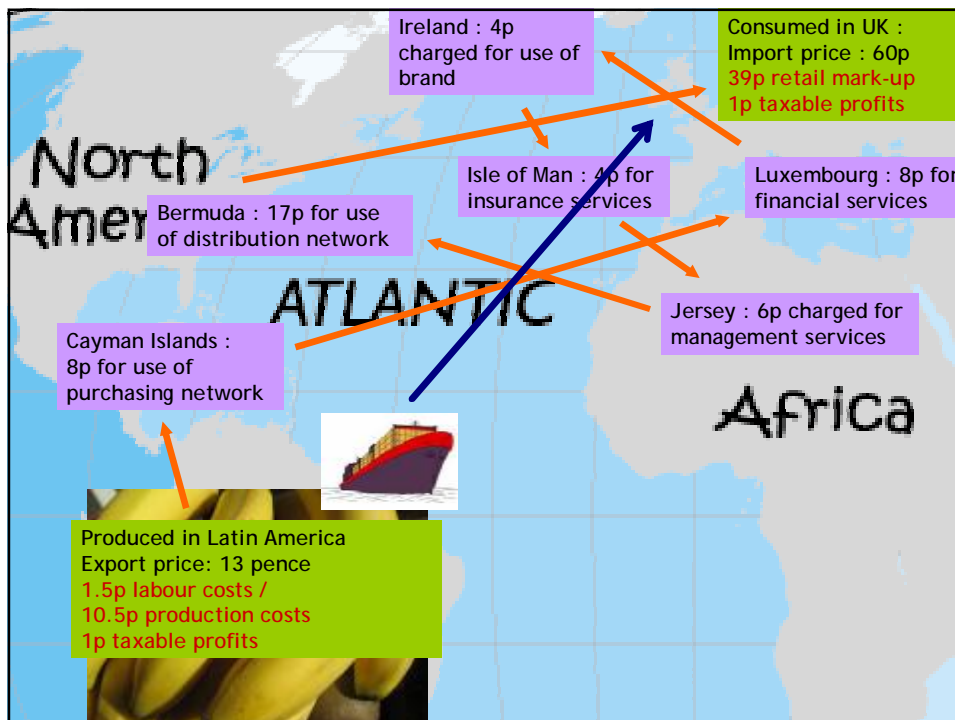 Ireland : 4p
charged for use of
brand
Consumed in UK :
Import price : 60p
39p retail mark-up
1p taxable profits
North
Amer
Isle of Man : 4p for
insurance services
Luxembourg : 8p for
financial services
Bermuda : 17p for use
of distribution network
ATLANTIC
Jersey : 6p charged for
management services
Cayman Islands :
8p for use of
purchasing network
Africa
Produced in Latin America
Export price: 13 pence
1.5p labour costs /
10.5p production costs
1p taxable profits